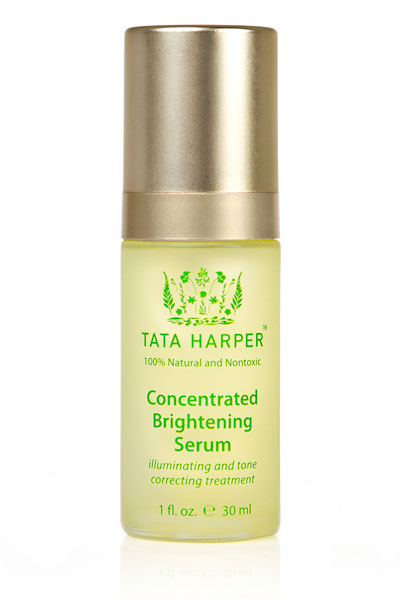 TATA HARPER™
100% Natural and Nontoxic
Concentrated
Brightening
Serum
illuminating and tone
correcting treatment
1 fl. oz. ℮ 30 ml